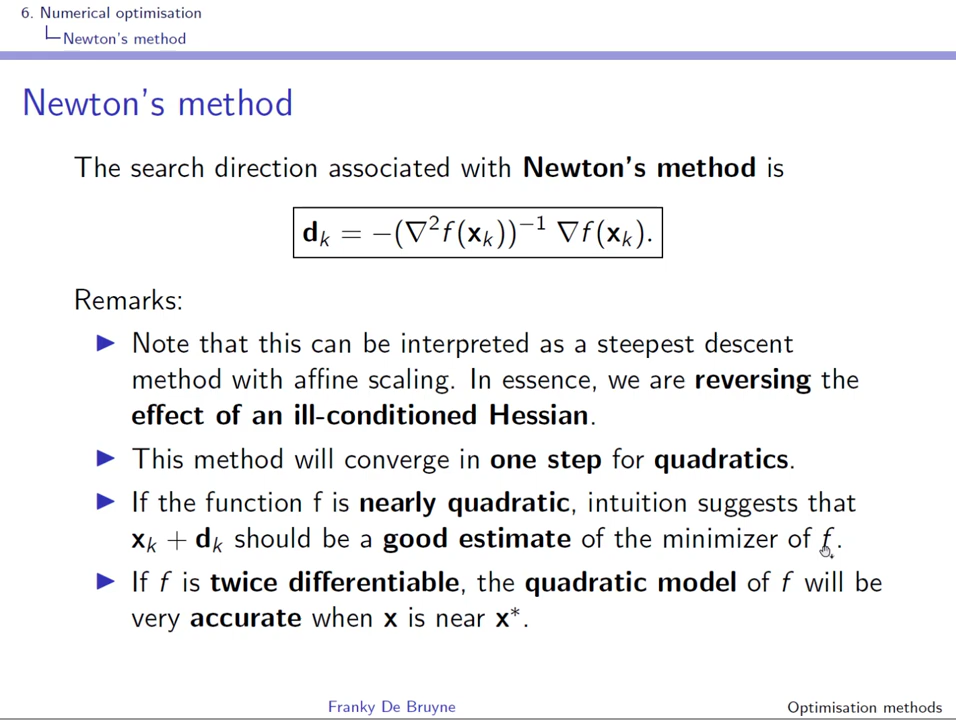 6. Numerical optimisation
Newton's method
Newton's method
The search direction associated with Newton's method is
d_k = −(∇²f(x_k))⁻¹ ∇f(x_k).
Remarks:
▶ Note that this can be interpreted as a steepest descent
method with affine scaling. In essence, we are reversing the
effect of an ill-conditioned Hessian.
▶ This method will converge in one step for quadratics.
▶ If the function f is nearly quadratic, intuition suggests that
x_k + d_k should be a good estimate of the minimizer of f.
▶ If f is twice differentiable, the quadratic model of f will be
very accurate when x is near x*.
Franky De Bruyne
Optimisation methods